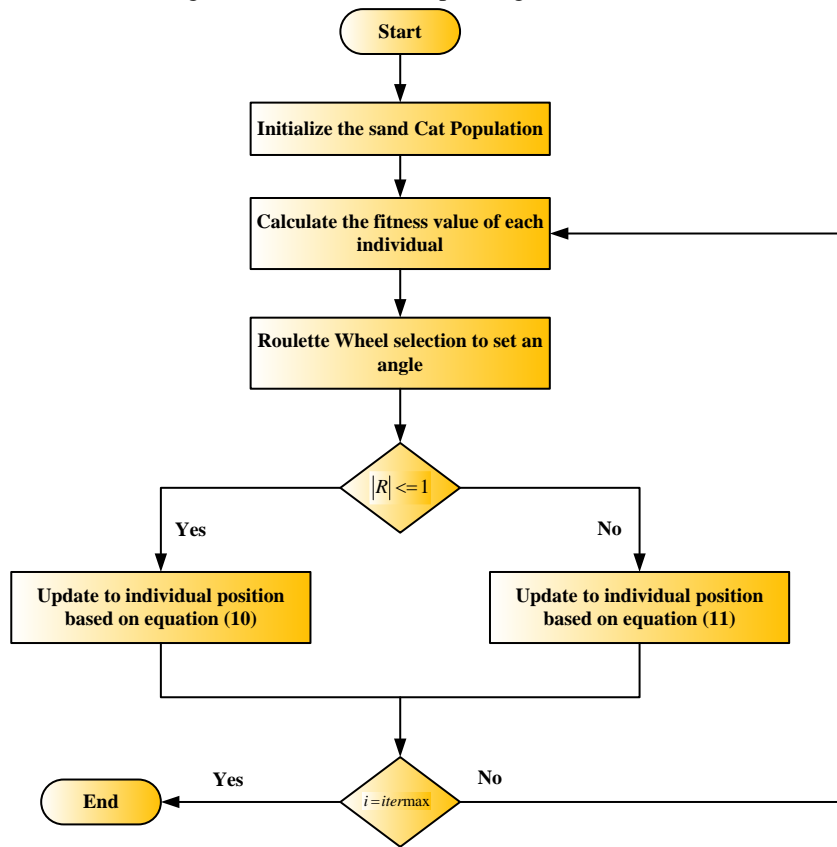 Start
Initialize the sand Cat Population
Calculate the fitness value of each
individual
Roulette Wheel selection to set an
angle
|R| <= 1
Yes
No
Update to individual position
based on equation (10)
Update to individual position
based on equation (11)
Yes
No
End
i = itermax